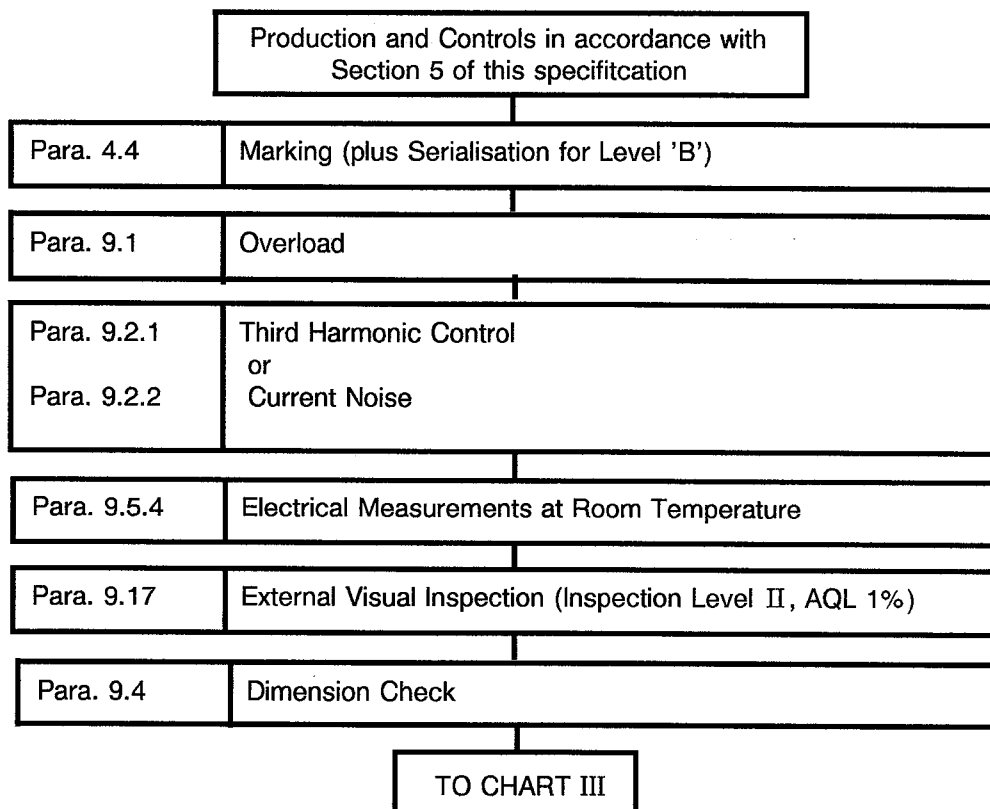 Production and Controls in accordance with
Section 5 of this specifitcation
Para. 4.4 Marking (plus Serialisation for Level 'B')
Para. 9.1 Overload
Para. 9.2.1 Third Harmonic Control
or
Para. 9.2.2 Current Noise
Para. 9.5.4 Electrical Measurements at Room Temperature
Para. 9.17 External Visual Inspection (Inspection Level II, AQL 1%)
Para. 9.4 Dimension Check
TO CHART III